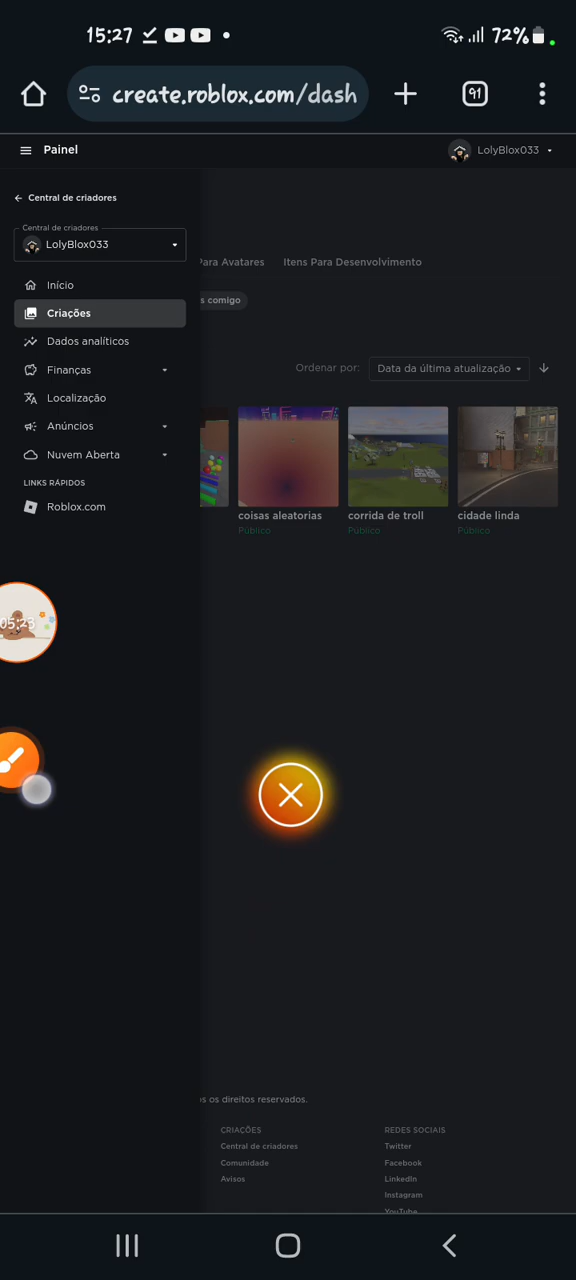 15:27
72%
create.roblox.com/dash
91
Painel
LolyBlox033
Central de criadores
Central de criadores
LolyBlox033
Para Avatares
Itens Para Desenvolvimento
Início
s comigo
Criações
Dados analíticos
Finanças
Ordenar por:
Data da última atualização
Localização
Anúncios
Nuvem Aberta
LINKS RÁPIDOS
Roblox.com
coisas aleatorias
corrida de troll
cidade linda
Público
Público
Público
05:23
os direitos reservados.
CRIAÇÕES
REDES SOCIAIS
Central de criadores
Twitter
Comunidade
Facebook
Avisos
LinkedIn
Instagram
YouTube